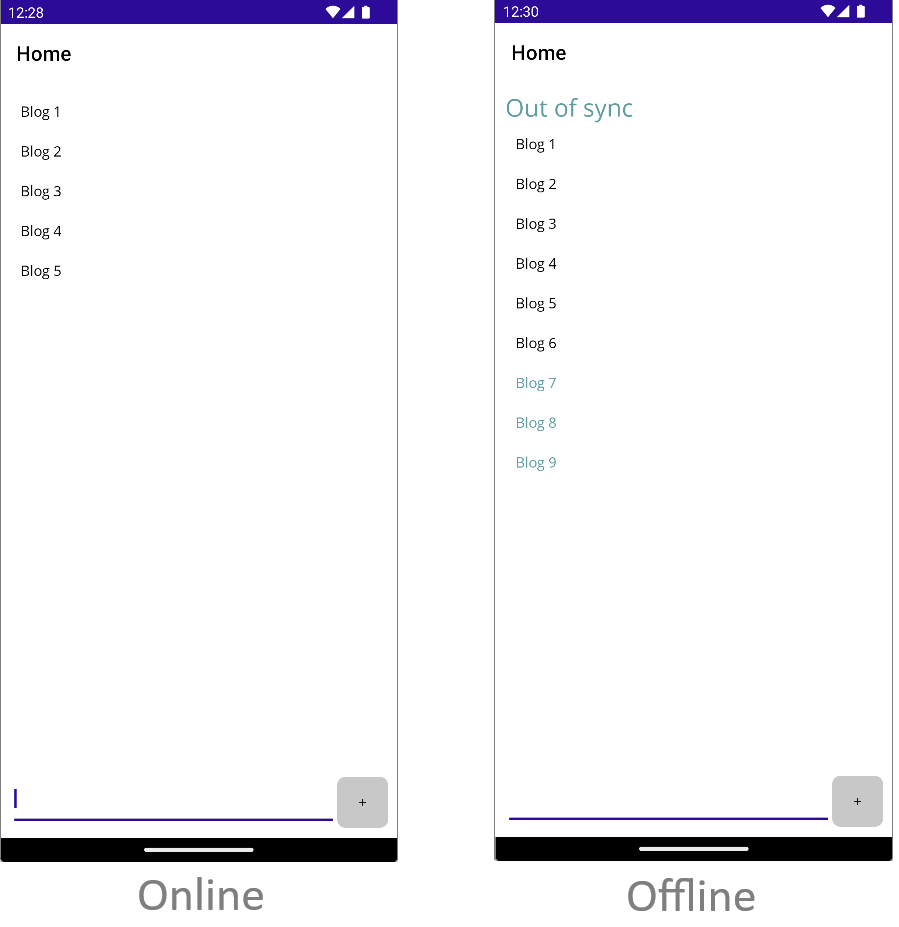 12:28
Home
Blog 1
Blog 2
Blog 3
Blog 4
Blog 5
+
Online
12:30
Home
Out of sync
Blog 1
Blog 2
Blog 3
Blog 4
Blog 5
Blog 6
Blog 7
Blog 8
Blog 9
+
Offline